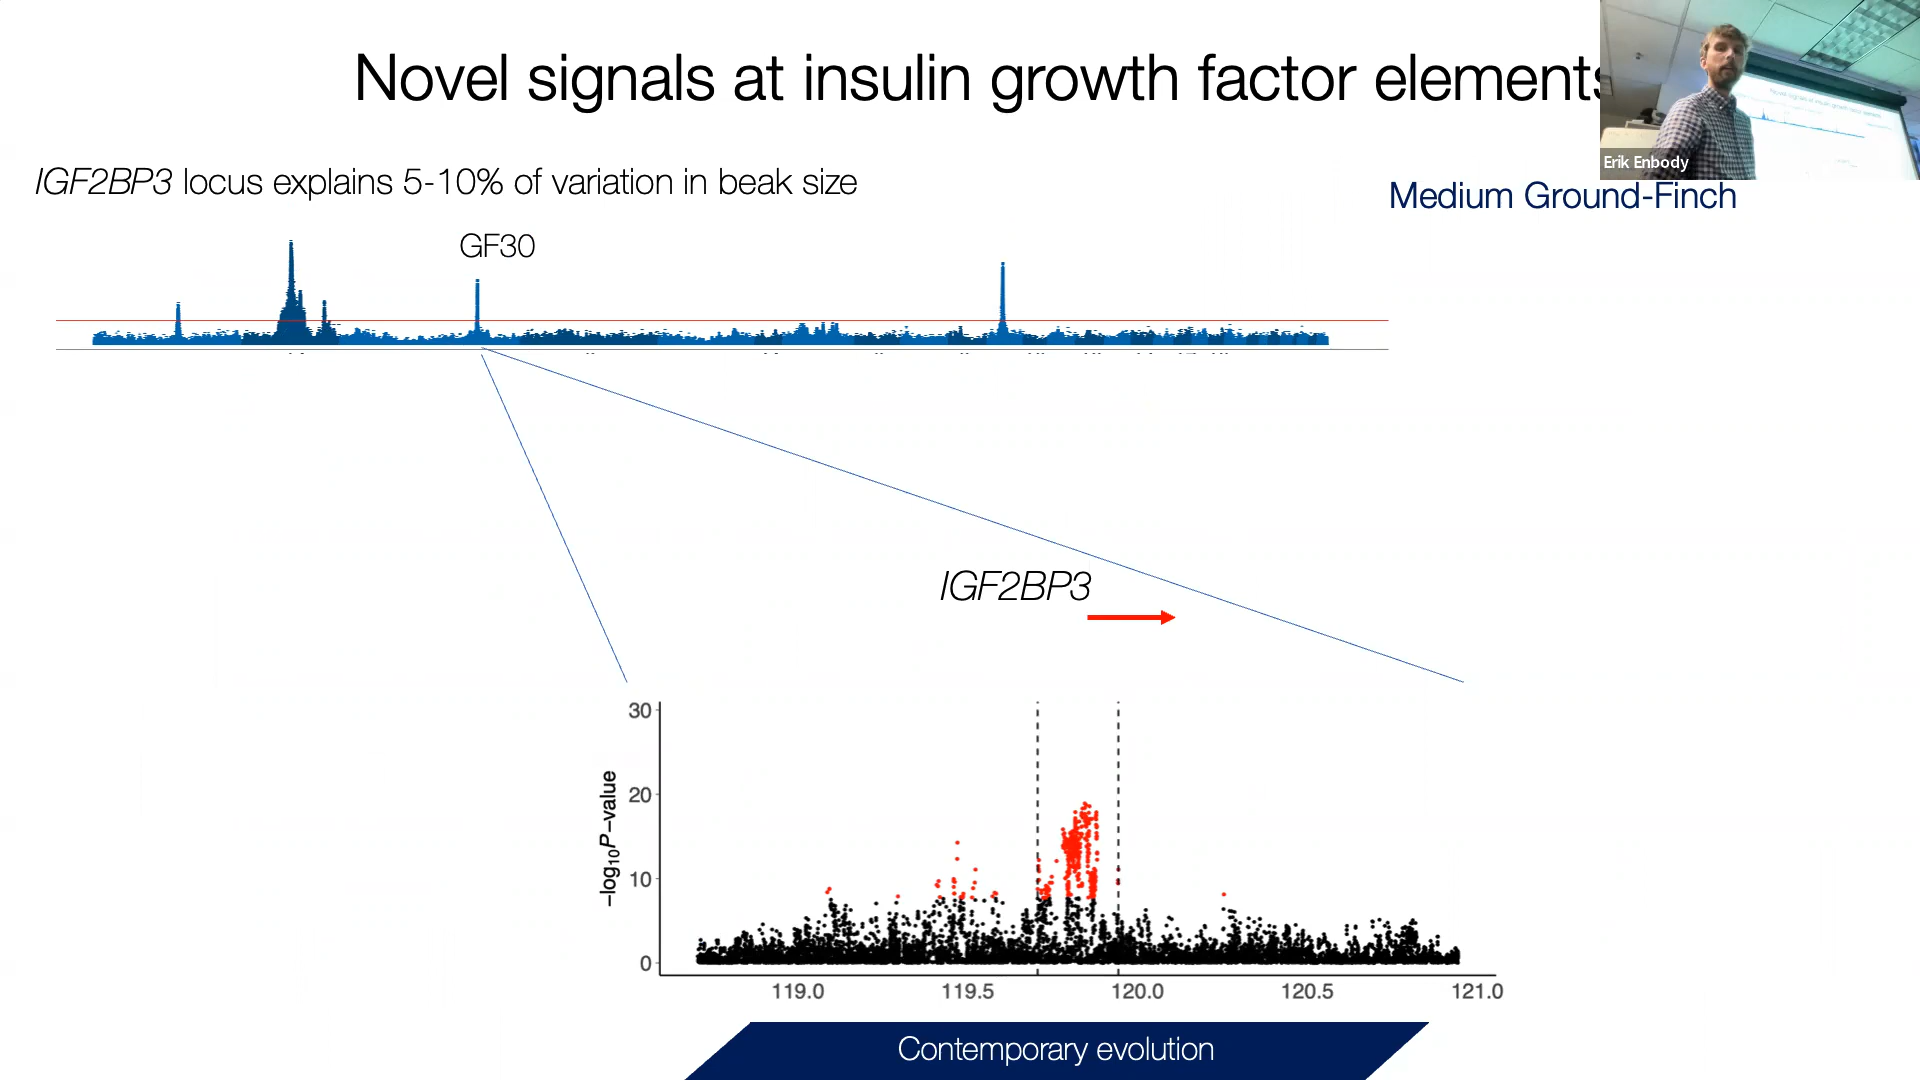 Novel signals at insulin growth factor elements
Erik Enbody
IGF2BP3 locus explains 5-10% of variation in beak size
Medium Ground-Finch
GF30
IGF2BP3
30
20
10
0
-log10P-value
119.0 119.5 120.0 120.5 121.0
Contemporary evolution